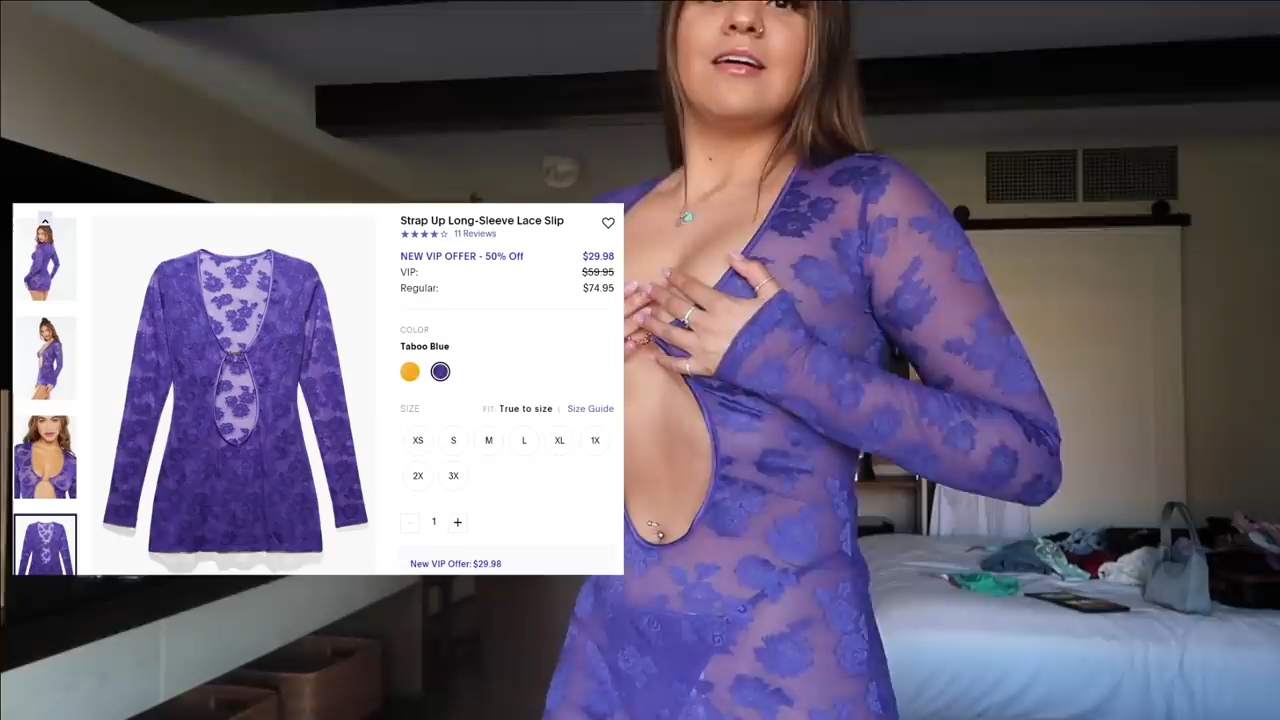 Strap Up Long-Sleeve Lace Slip
11 Reviews
NEW VIP OFFER - 50% Off $29.98
VIP: $59.95
Regular: $74.95
COLOR
Taboo Blue
SIZE FIT: True to size | Size Guide
XS S M L XL 1X
2X 3X
- 1 +
New VIP Offer: $29.98